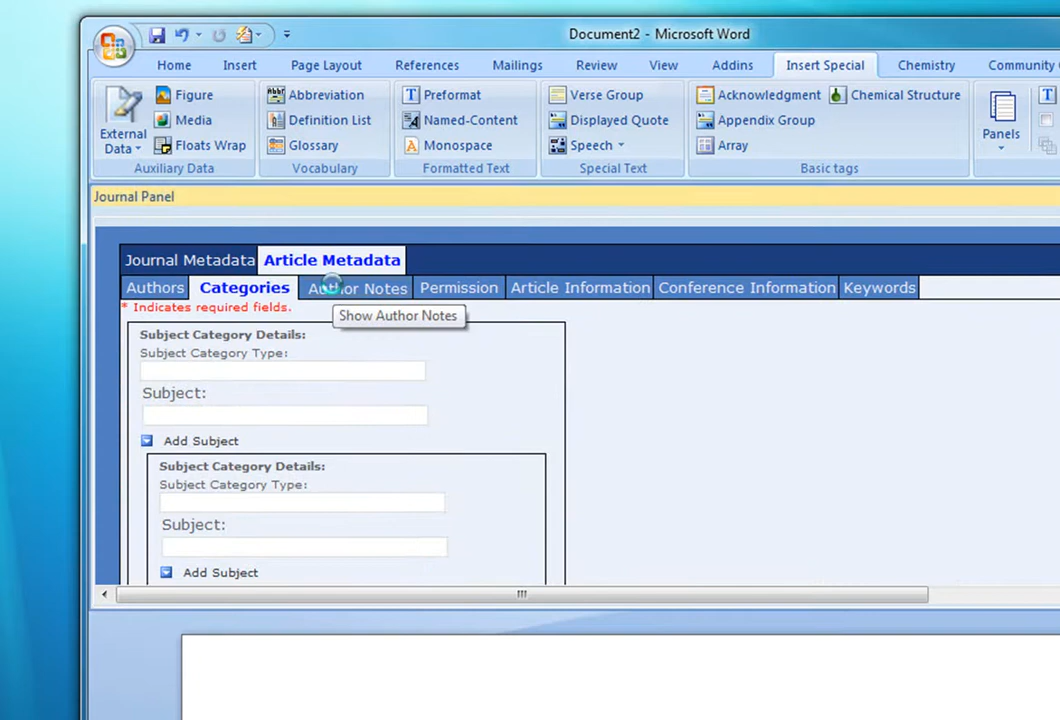 Document2 - Microsoft Word
Home Insert Page Layout References Mailings Review View Addins Insert Special Chemistry Community
Figure Abbreviation Preformat Verse Group Acknowledgment Chemical Structure
Media Definition List Named-Content Displayed Quote Appendix Group
External Data Floats Wrap Glossary Monospace Speech Array Panels
Auxiliary Data Vocabulary Formatted Text Special Text Basic tags
Journal Panel
Journal Metadata Article Metadata
Authors Categories Author Notes Permission Article Information Conference Information Keywords
* Indicates required fields.
Show Author Notes
Subject Category Details:
Subject Category Type:
Subject:
Add Subject
Subject Category Details:
Subject Category Type:
Subject:
Add Subject